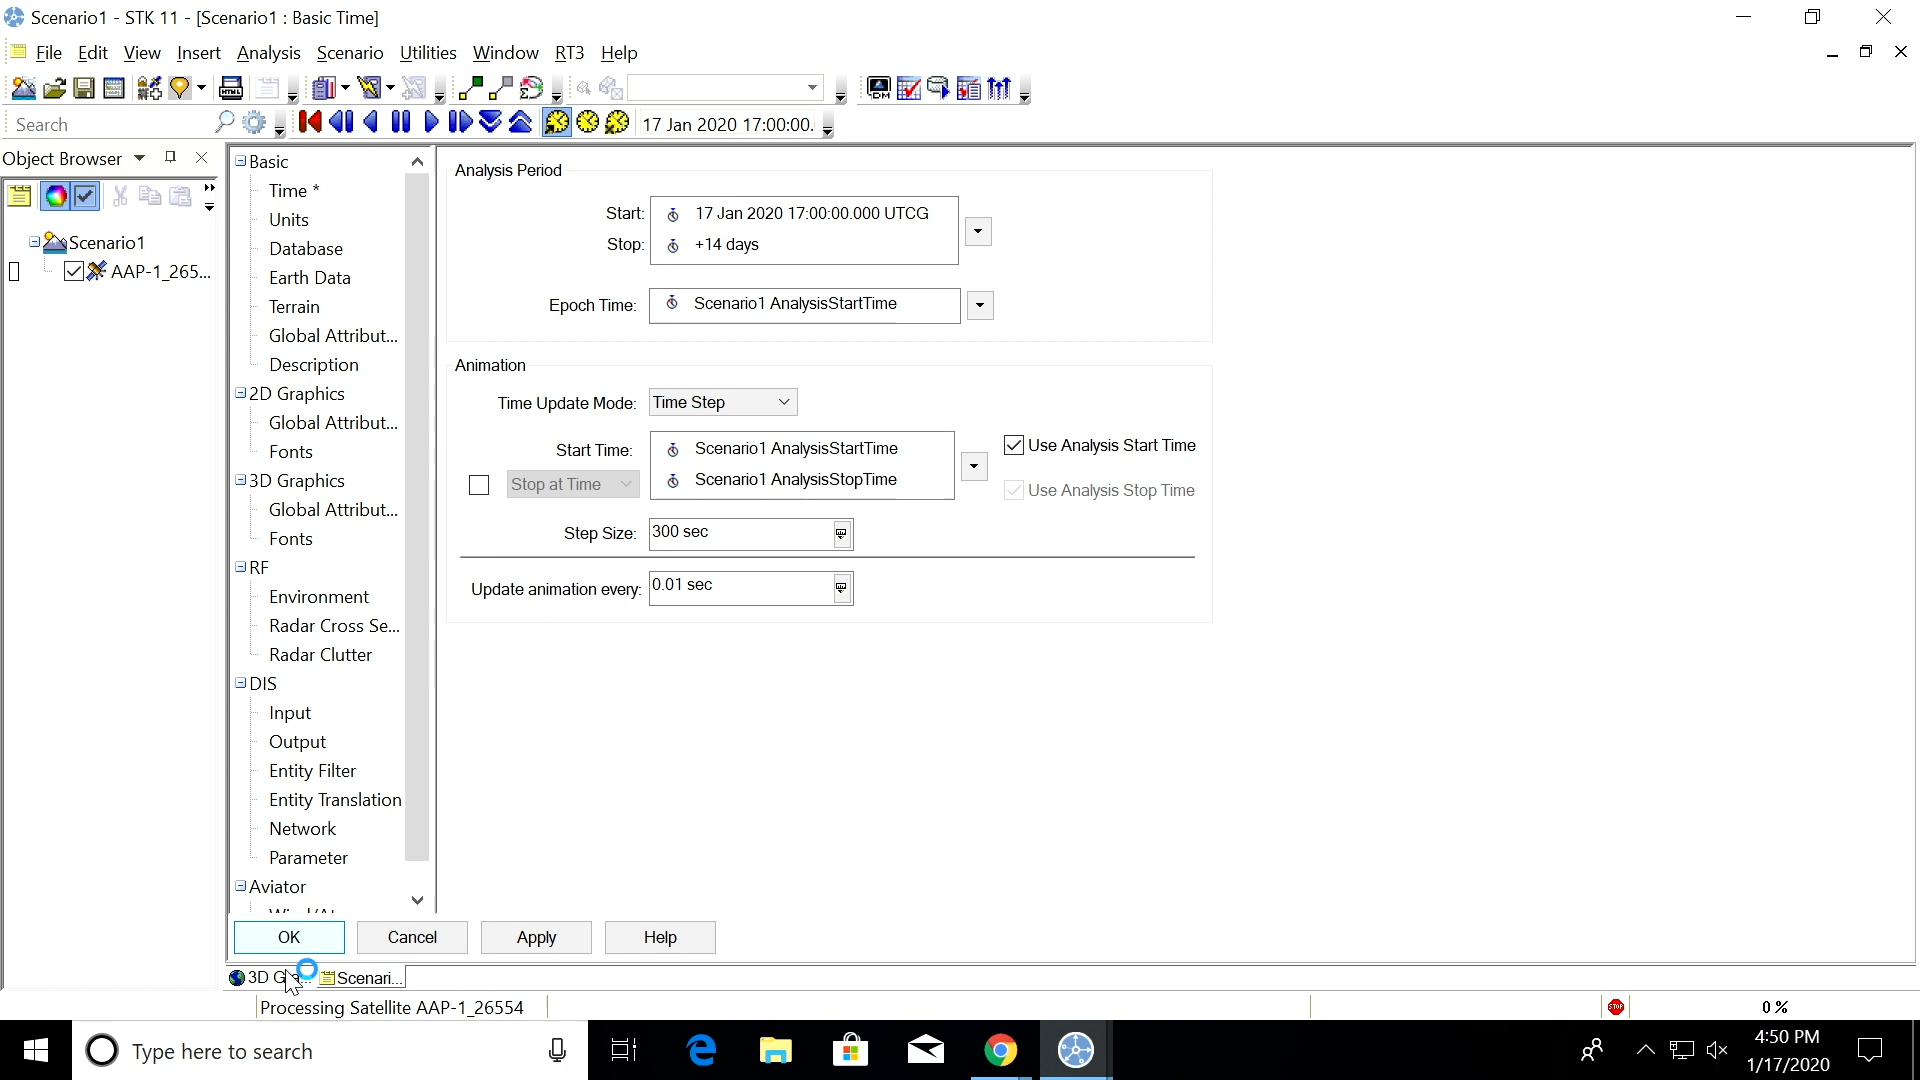 Scenario1 - STK 11 - [Scenario1 : Basic Time]
File Edit View Insert Analysis Scenario Utilities Window RT3 Help
Search 17 Jan 2020 17:00:00.
Object Browser
Scenario1
AAP-1_265...
Basic
Time *
Units
Database
Earth Data
Terrain
Global Attribut...
Description
2D Graphics
Global Attribut...
Fonts
3D Graphics
Global Attribut...
Fonts
RF
Environment
Radar Cross Se...
Radar Clutter
DIS
Input
Output
Entity Filter
Entity Translation
Network
Parameter
Aviator
Analysis Period
Start: 17 Jan 2020 17:00:00.000 UTCG
Stop: +14 days
Epoch Time: Scenario1 AnalysisStartTime
Animation
Time Update Mode: Time Step
Start Time: Scenario1 AnalysisStartTime Use Analysis Start Time
Stop at Time Scenario1 AnalysisStopTime Use Analysis Stop Time
Step Size: 300 sec
Update animation every: 0.01 sec
OK Cancel Apply Help
3D Scenari...
Processing Satellite AAP-1_26554 STOP 0 %
Type here to search
4:50 PM
1/17/2020